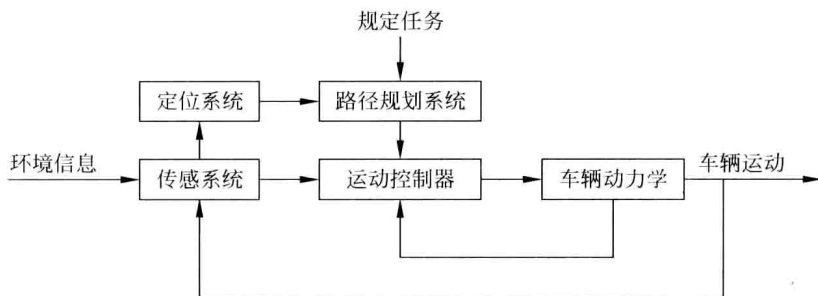 规定任务
定位系统
路径规划系统
环境信息
传感系统
运动控制器
车辆动力学
车辆运动